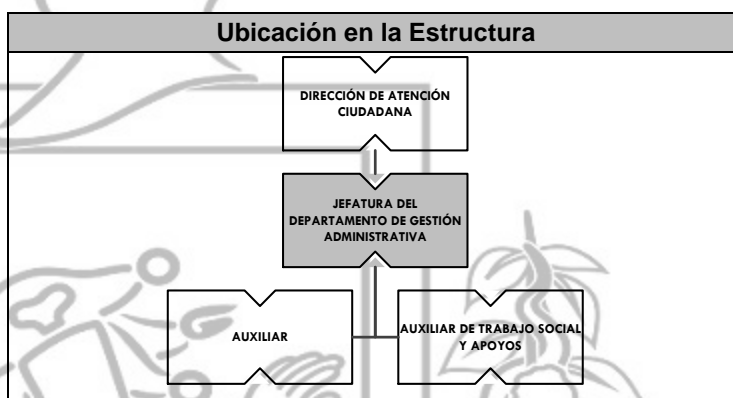 Ubicación en la Estructura
DIRECCIÓN DE ATENCIÓN
CIUDADANA
JEFATURA DEL
DEPARTAMENTO DE GESTIÓN
ADMINISTRATIVA
AUXILIAR
AUXILIAR DE TRABAJO SOCIAL
Y APOYOS